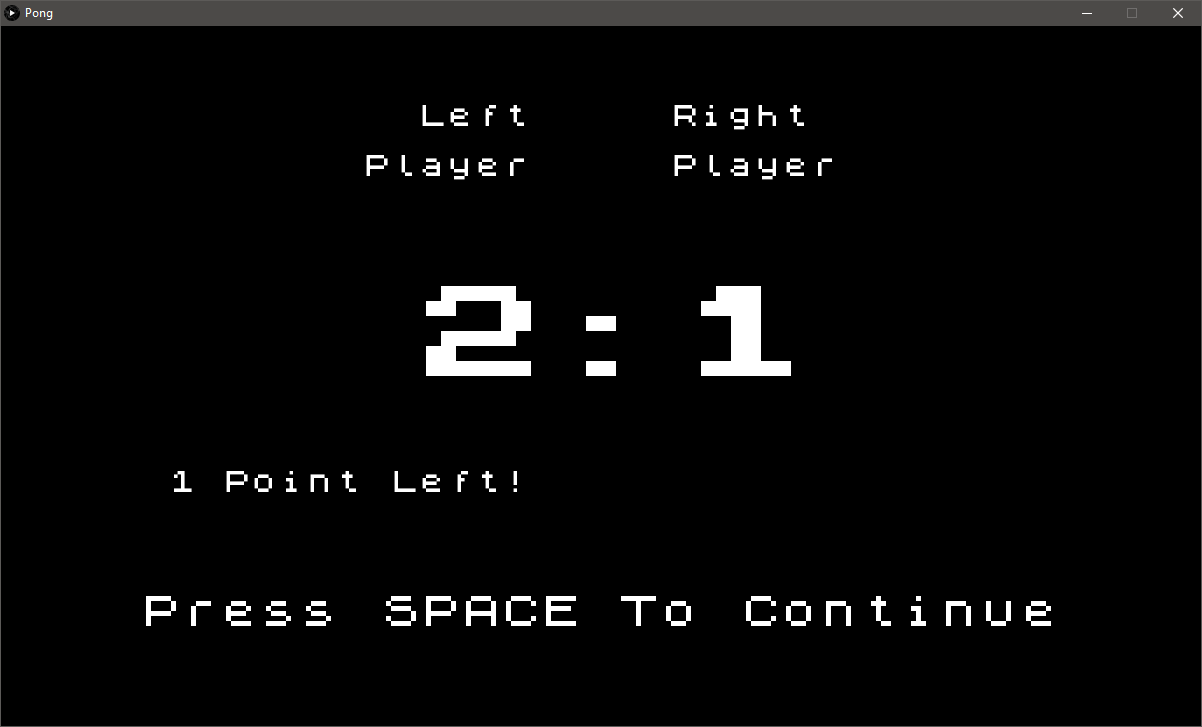 Pong
Left Right
Player Player
2 : 1
1 Point Left!
Press SPACE To Continue